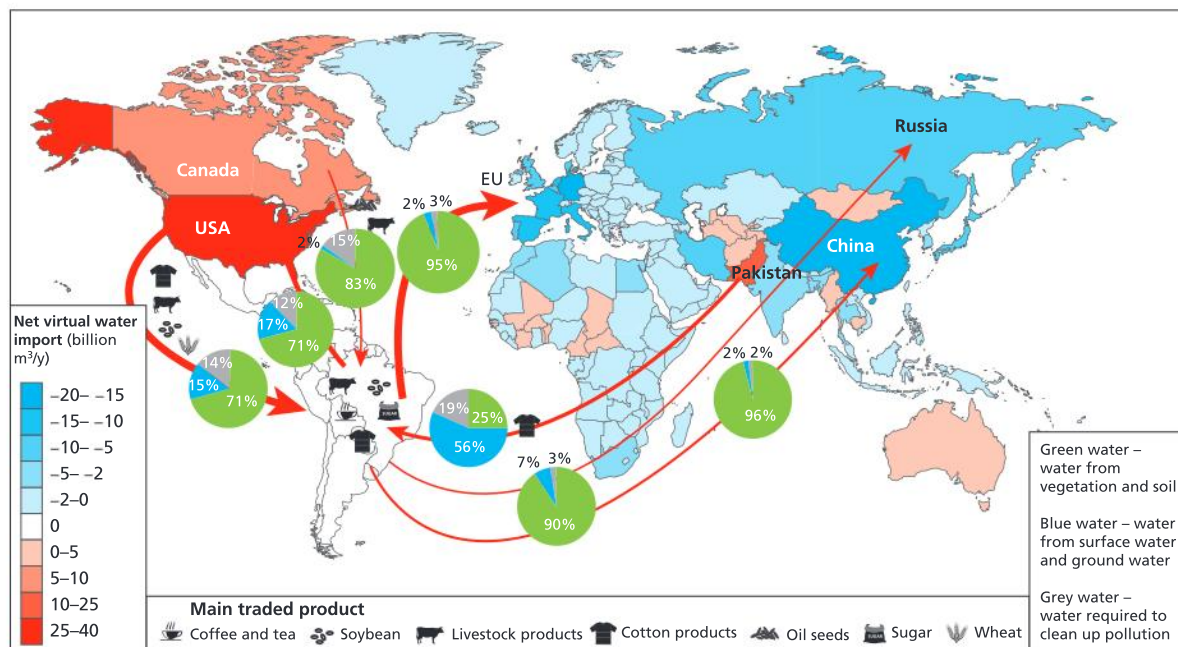 Russia
Canada
EU
2%
3%
USA
2%
15%
China
95%
83%
Pakistan
12%
Net virtual water
import (billion
m³/y)
17%
71%
14%
15%
71%
2%
2%
–20– –15
–15– –10
–10– –5
–5– –2
–2–0
0
0–5
5–10
10–25
25–40
SUGAR
19%
25%
56%
96%
7%
3%
90%
Green water –
water from
vegetation and soil
Blue water – water
from surface water
and ground water
Grey water –
water required to
clean up pollution
Main traded product
Coffee and tea
Soybean
Livestock products
Cotton products
Oil seeds
SUGAR
Sugar
Wheat